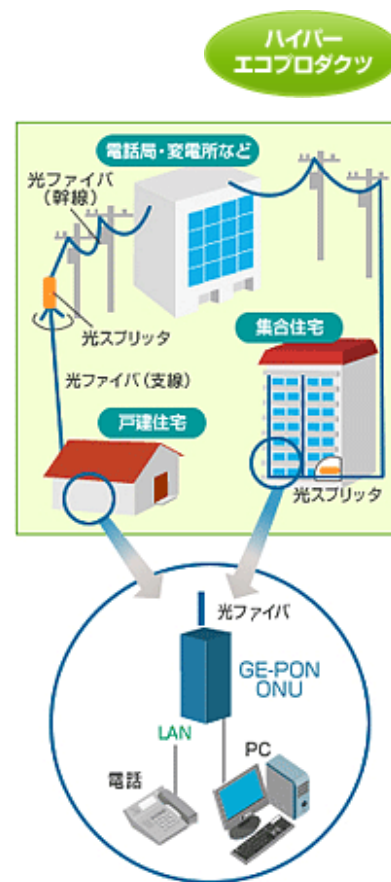 ハイパー
エコプロダクツ
電話局・変電所など
光ファイバ
(幹線)
光スプリッタ
集合住宅
光ファイバ(支線)
戸建住宅
光スプリッタ
光ファイバ
GE-PON
ONU
LAN
PC
電話